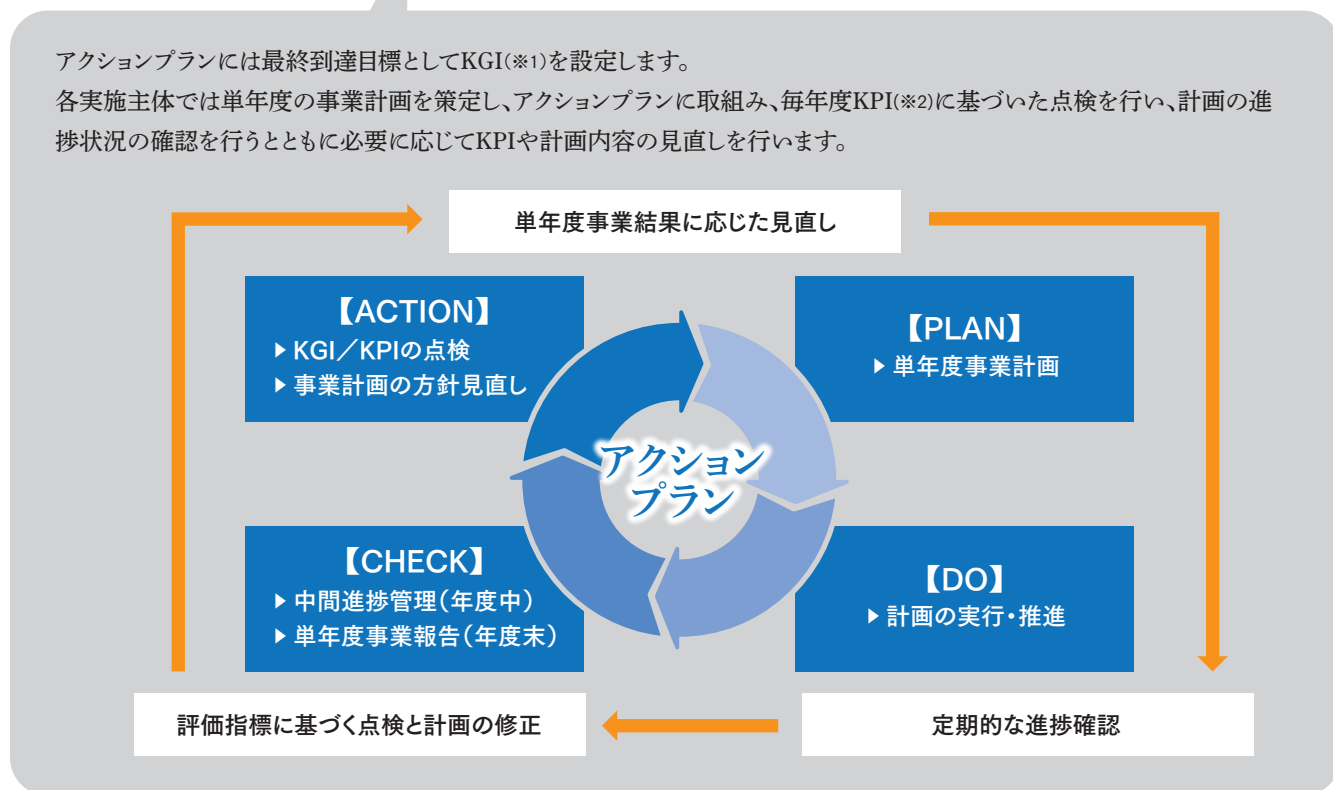 アクションプランには最終到達目標としてKGI(※1)を設定します。
各実施主体では単年度の事業計画を策定し、アクションプランに取組み、毎年度KPI(※2)に基づいた点検を行い、計画の進
捗状況の確認を行うとともに必要に応じてKPIや計画内容の見直しを行います。
単年度事業結果に応じた見直し
【ACTION】
▶ KGI／KPIの点検
▶ 事業計画の方針見直し
【PLAN】
▶ 単年度事業計画
アクション
プラン
【CHECK】
▶ 中間進捗管理（年度中）
▶ 単年度事業報告（年度末）
【DO】
▶ 計画の実行・推進
評価指標に基づく点検と計画の修正
定期的な進捗確認